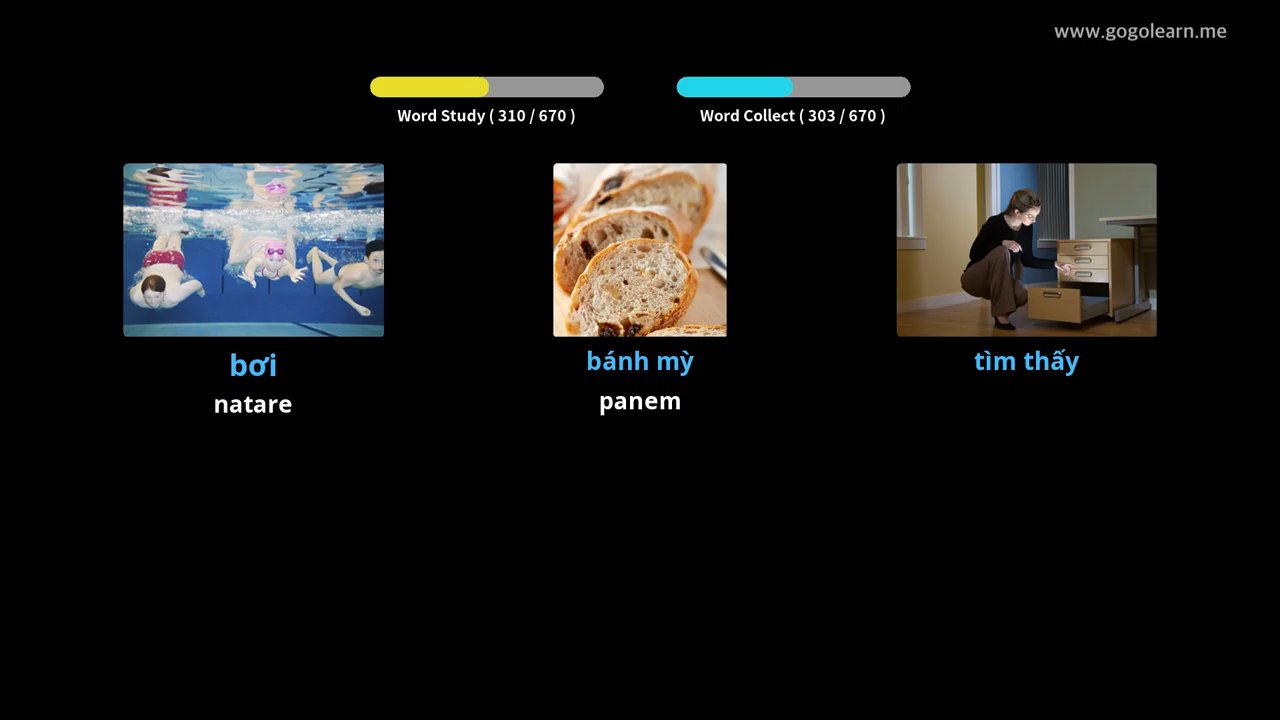 www.gogolearn.me
Word Study ( 310 / 670 )
Word Collect ( 303 / 670 )
bơi
natare
bánh mỳ
panem
tìm thấy